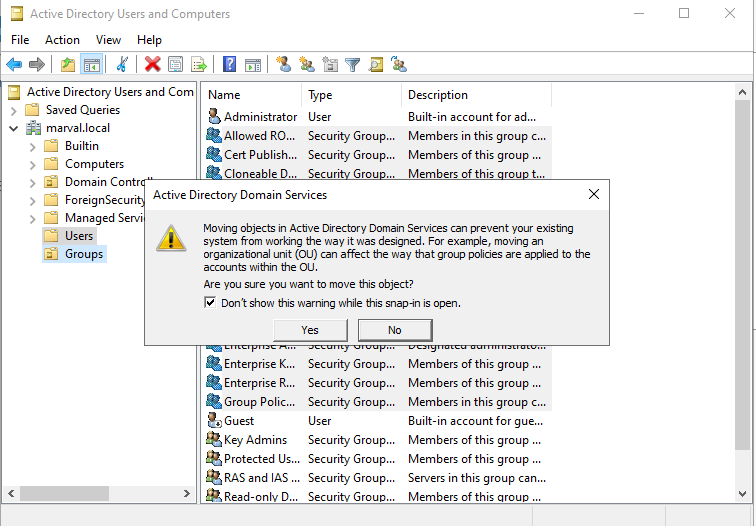 Active Directory Users and Computers
File Action View Help
Active Directory Users and Com
Saved Queries
marval.local
Builtin
Computers
Domain Controlle
ForeignSecurity
Managed Servic
Users
Groups
Name Type Description
Administrator User Built-in account for ad...
Allowed RO... Security Group... Members in this group c...
Cert Publish... Security Group... Members of this group ...
Cloneable D... Security Group... Members of this group t...
Active Directory Domain Services
Moving objects in Active Directory Domain Services can prevent your existing
system from working the way it was designed. For example, moving an
organizational unit (OU) can affect the way that group policies are applied to the
accounts within the OU.
Are you sure you want to move this object?
Don't show this warning while this snap-in is open.
Yes No
Enterprise A... Security Group... Designated administrato...
Enterprise K... Security Group... Members of this group ...
Enterprise R... Security Group... Members of this group ...
Group Polic... Security Group... Members in this group c...
Guest User Built-in account for gue...
Key Admins Security Group... Members of this group ...
Protected Us... Security Group... Members of this group ...
RAS and IAS ... Security Group... Servers in this group can...
Read-only D... Security Group... Members of this group ...